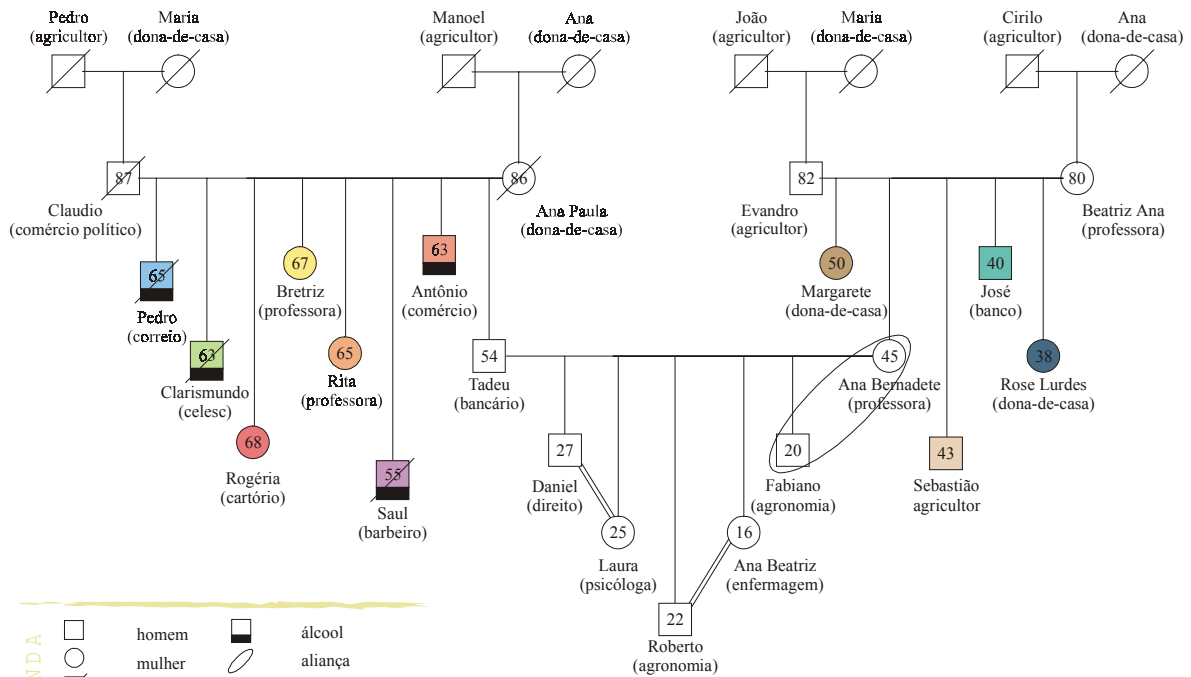 Pedro
(agricultor)
Maria
(dona-de-casa)
Manoel
(agricultor)
Ana
(dona-de-casa)
João
(agricultor)
Maria
(dona-de-casa)
Cirilo
(agricultor)
Ana
(dona-de-casa)
87
Claudio
(comércio político)
86
Ana Paula
(dona-de-casa)
82
Evandro
(agricultor)
80
Beatriz Ana
(professora)
65
Pedro
(correio)
63
Clarismundo
(celesc)
68
Rogéria
(cartório)
67
Bretriz
(professora)
65
Rita
(professora)
55
Saul
(barbeiro)
63
Antônio
(comércio)
54
Tadeu
(bancário)
50
Margarete
(dona-de-casa)
45
Ana Bernadete
(professora)
43
Sebastião
agricultor
40
José
(banco)
38
Rose Lurdes
(dona-de-casa)
27
Daniel
(direito)
25
Laura
(psicóloga)
22
Roberto
(agronomia)
16
Ana Beatriz
(enfermagem)
20
Fabiano
(agronomia)
NDA
homem
álcool
mulher
aliança